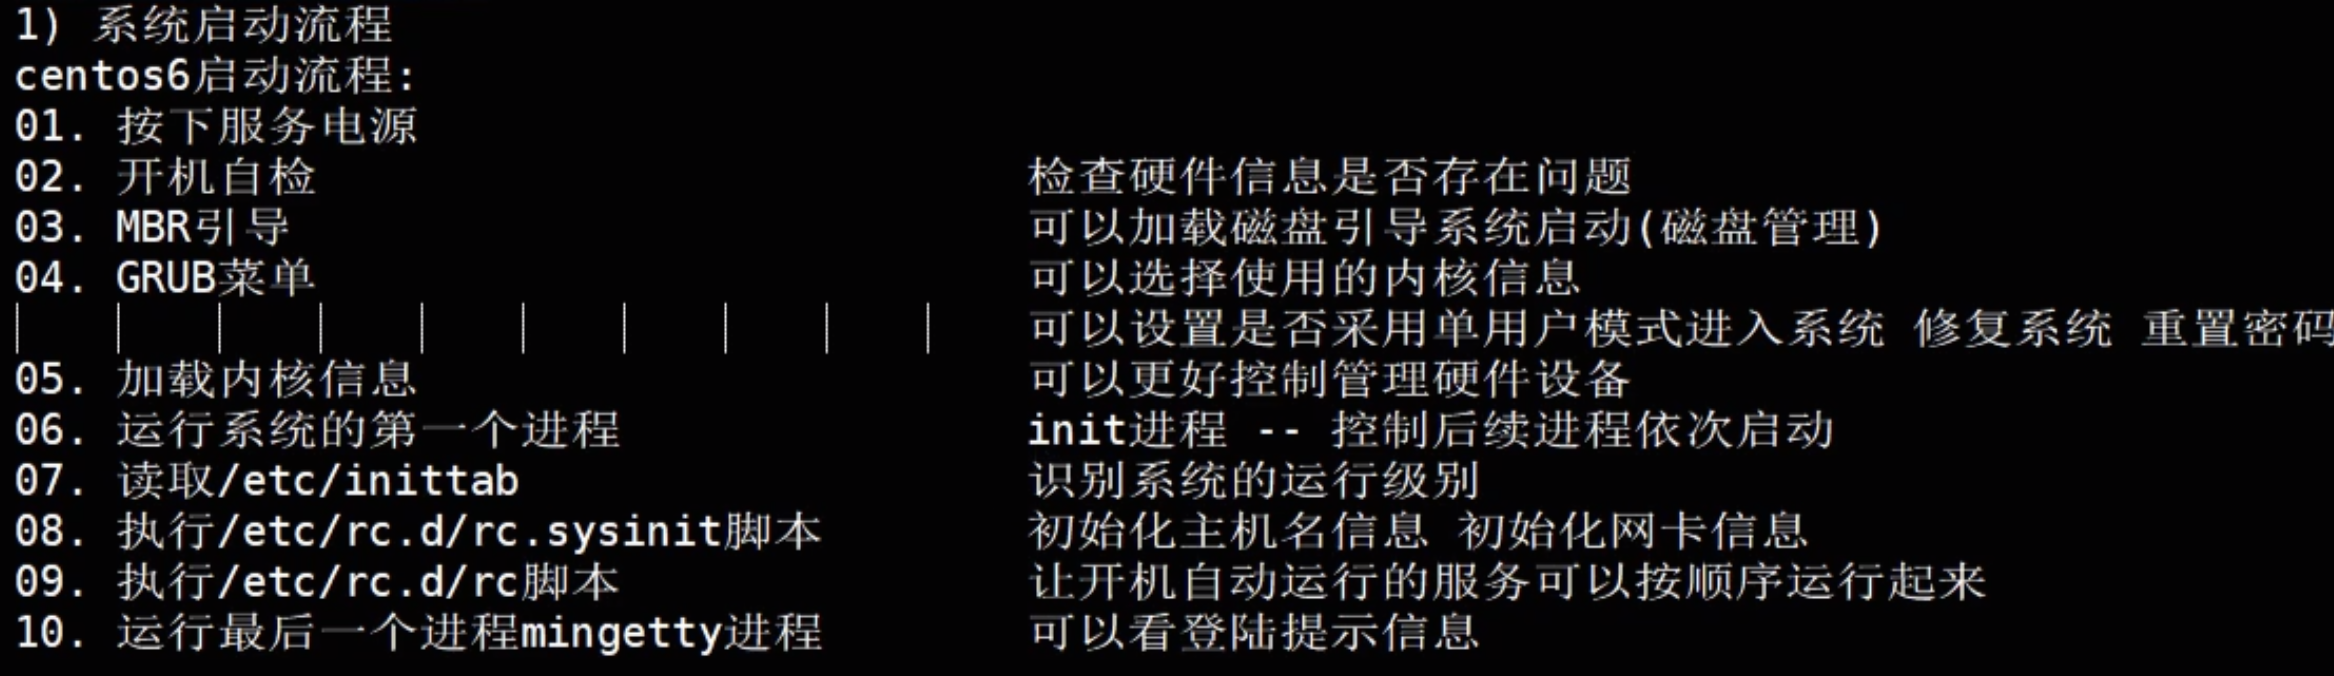 1) 系统启动流程
centos6启动流程:
01. 按下服务电源
02. 开机自检 检查硬件信息是否存在问题
03. MBR引导 可以加载磁盘引导系统启动(磁盘管理)
04. GRUB菜单 可以选择使用的内核信息
可以设置是否采用单用户模式进入系统 修复系统 重置密码
05. 加载内核信息 可以更好控制管理硬件设备
06. 运行系统的第一个进程 init进程 -- 控制后续进程依次启动
07. 读取/etc/inittab 识别系统的运行级别
08. 执行/etc/rc.d/rc.sysinit脚本 初始化主机名信息 初始化网卡信息
09. 执行/etc/rc.d/rc脚本 让开机自动运行的服务可以按顺序运行起来
10. 运行最后一个进程mingetty进程 可以看登陆提示信息